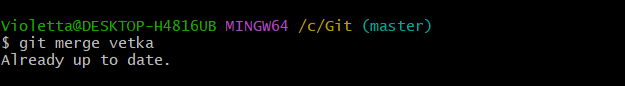 Violetta@DESKTOP-H4816UB MINGW64 /c/Git (master)
$ git merge vetka
Already up to date.